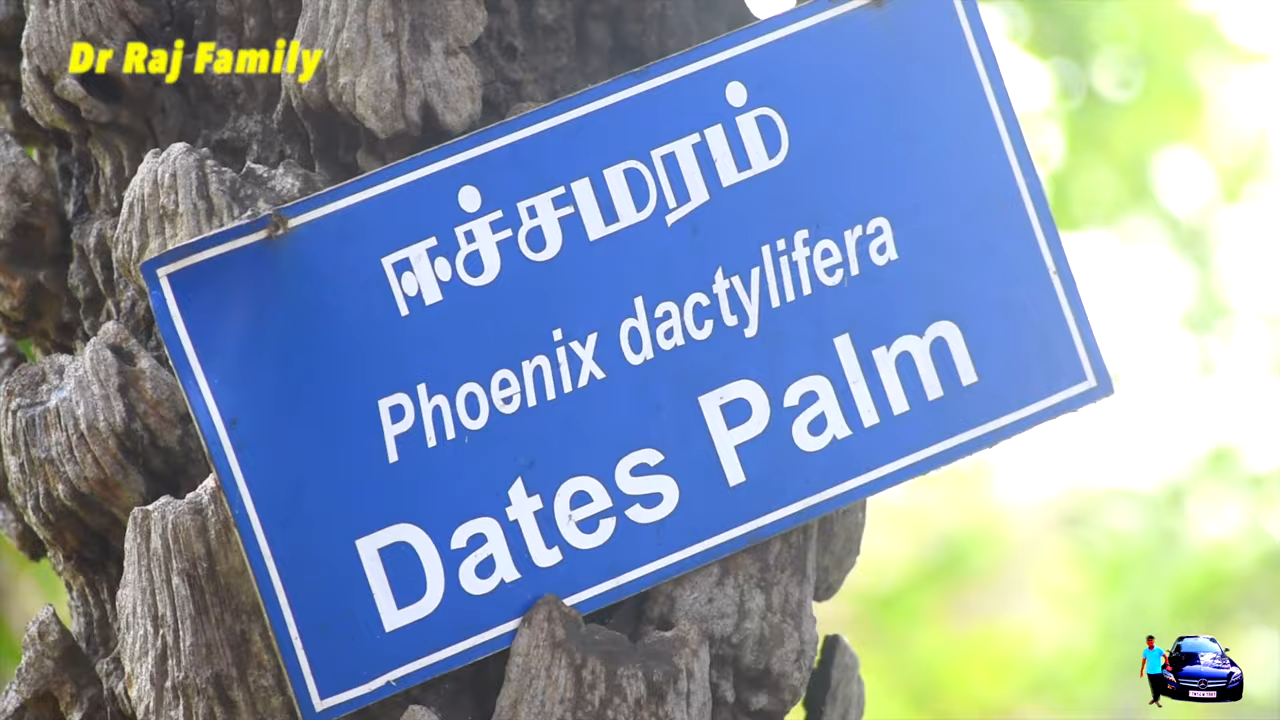 Dr Raj Family
ஈச்சமரம்
Phoenix dactylifera
Dates Palm